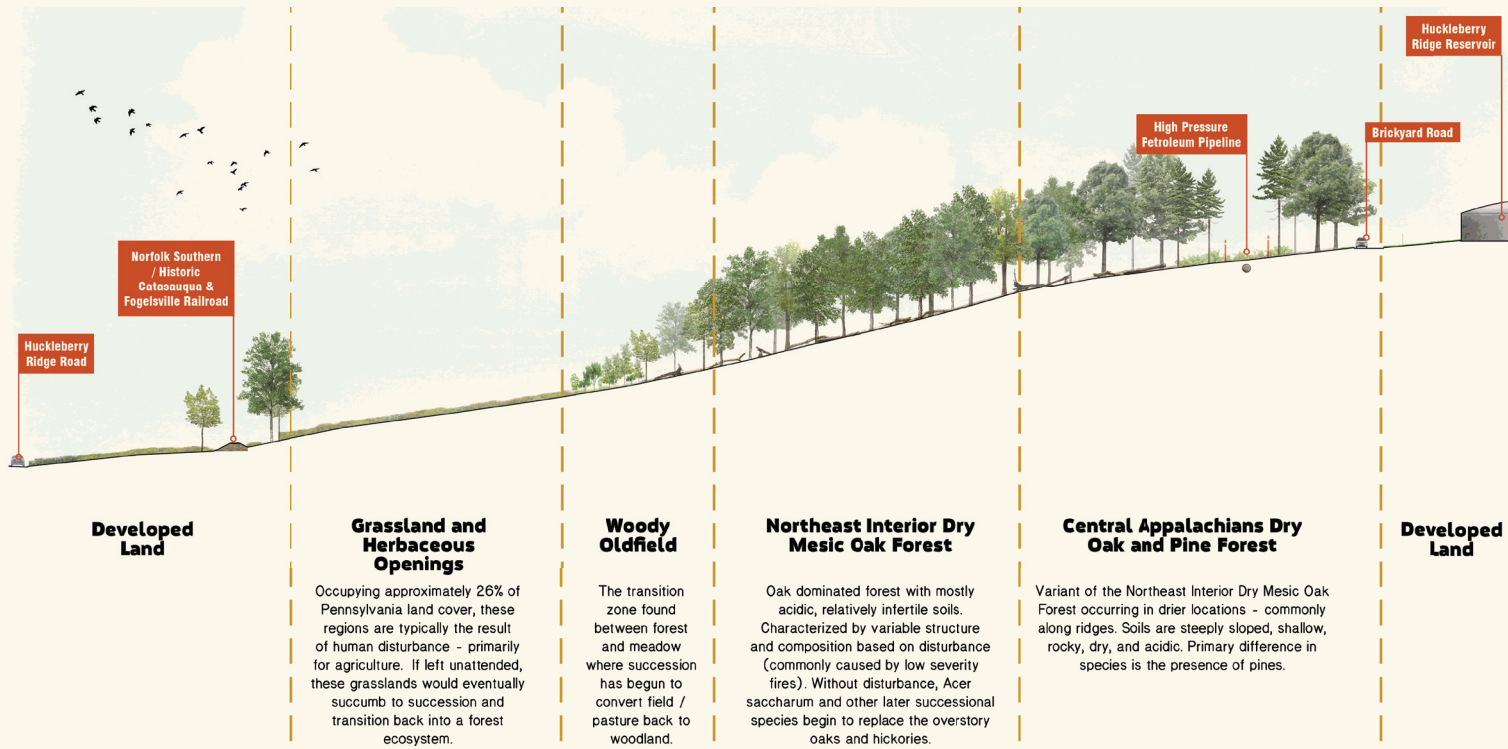 Huckleberry
Ridge Reservoir
High Pressure
Fetroleum Pipeline
Brickyard Road
Norfolk Southern
/ Historic
Catasauqua &
Fogelsville Railroad
Huckleberry
Ridge Road
Developed
Land
Grassland and
Herbaceous
Openings
Occupying approximately 26% of
Pennsylvania land cover, these
regions are typically the result
of human disturbance - primarily
for agriculture. If left unattended,
these grasslands would eventually
succumb to succession and
transition back into a forest
ecosystem.
Woody
Oldfield
The transition
zone found
between forest
and meadow
where succession
has begun to
convert field /
pasture back to
woodland.
Northeast Interior Dry
Mesic Oak Forest
Oak dominated forest with mostly
acidic, relatively infertile soils.
Characterized by variable structure
and composition based on disturbance
(commonly caused by low severity
fires). Without disturbance, Acer
saccharum and other later successional
species begin to replace the overstory
oaks and hickories.
Central Appalachians Dry
Oak and Pine Forest
Variant of the Northeast Interior Dry Mesic Oak
Forest occurring in drier locations - commonly
along ridges. Soils are steeply sloped, shallow,
rocky, dry, and acidic. Primary difference in
species is the presence of pines.
Developed
Land